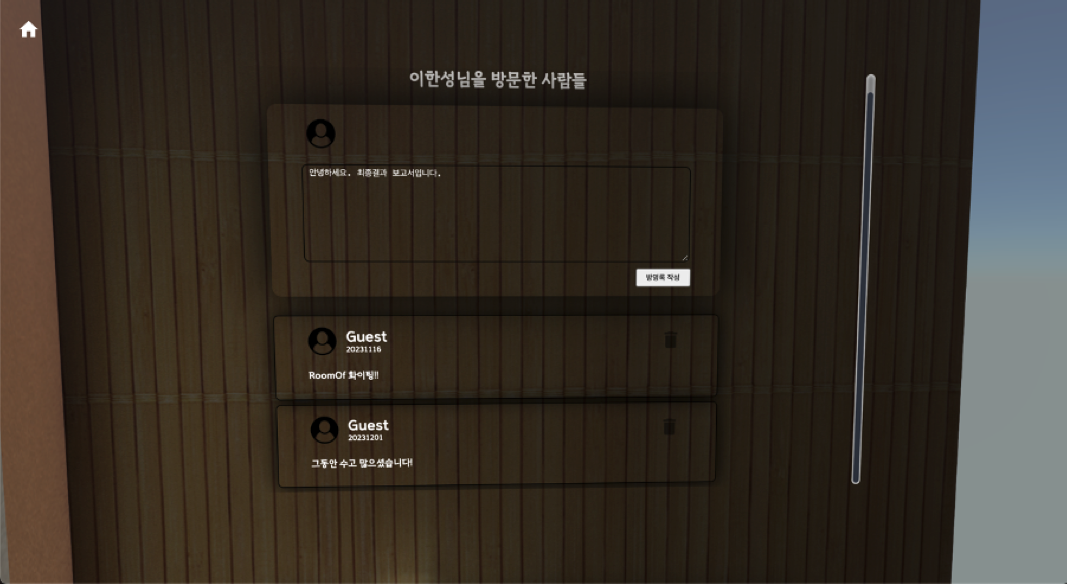 이한성님을 방문한 사람들
안녕하세요. 최종결과 보고서입니다.
방명록 작성
Guest
20231116
RoomOf 화이팅!!
Guest
20231201
그동안 수고 많으셨습니다!